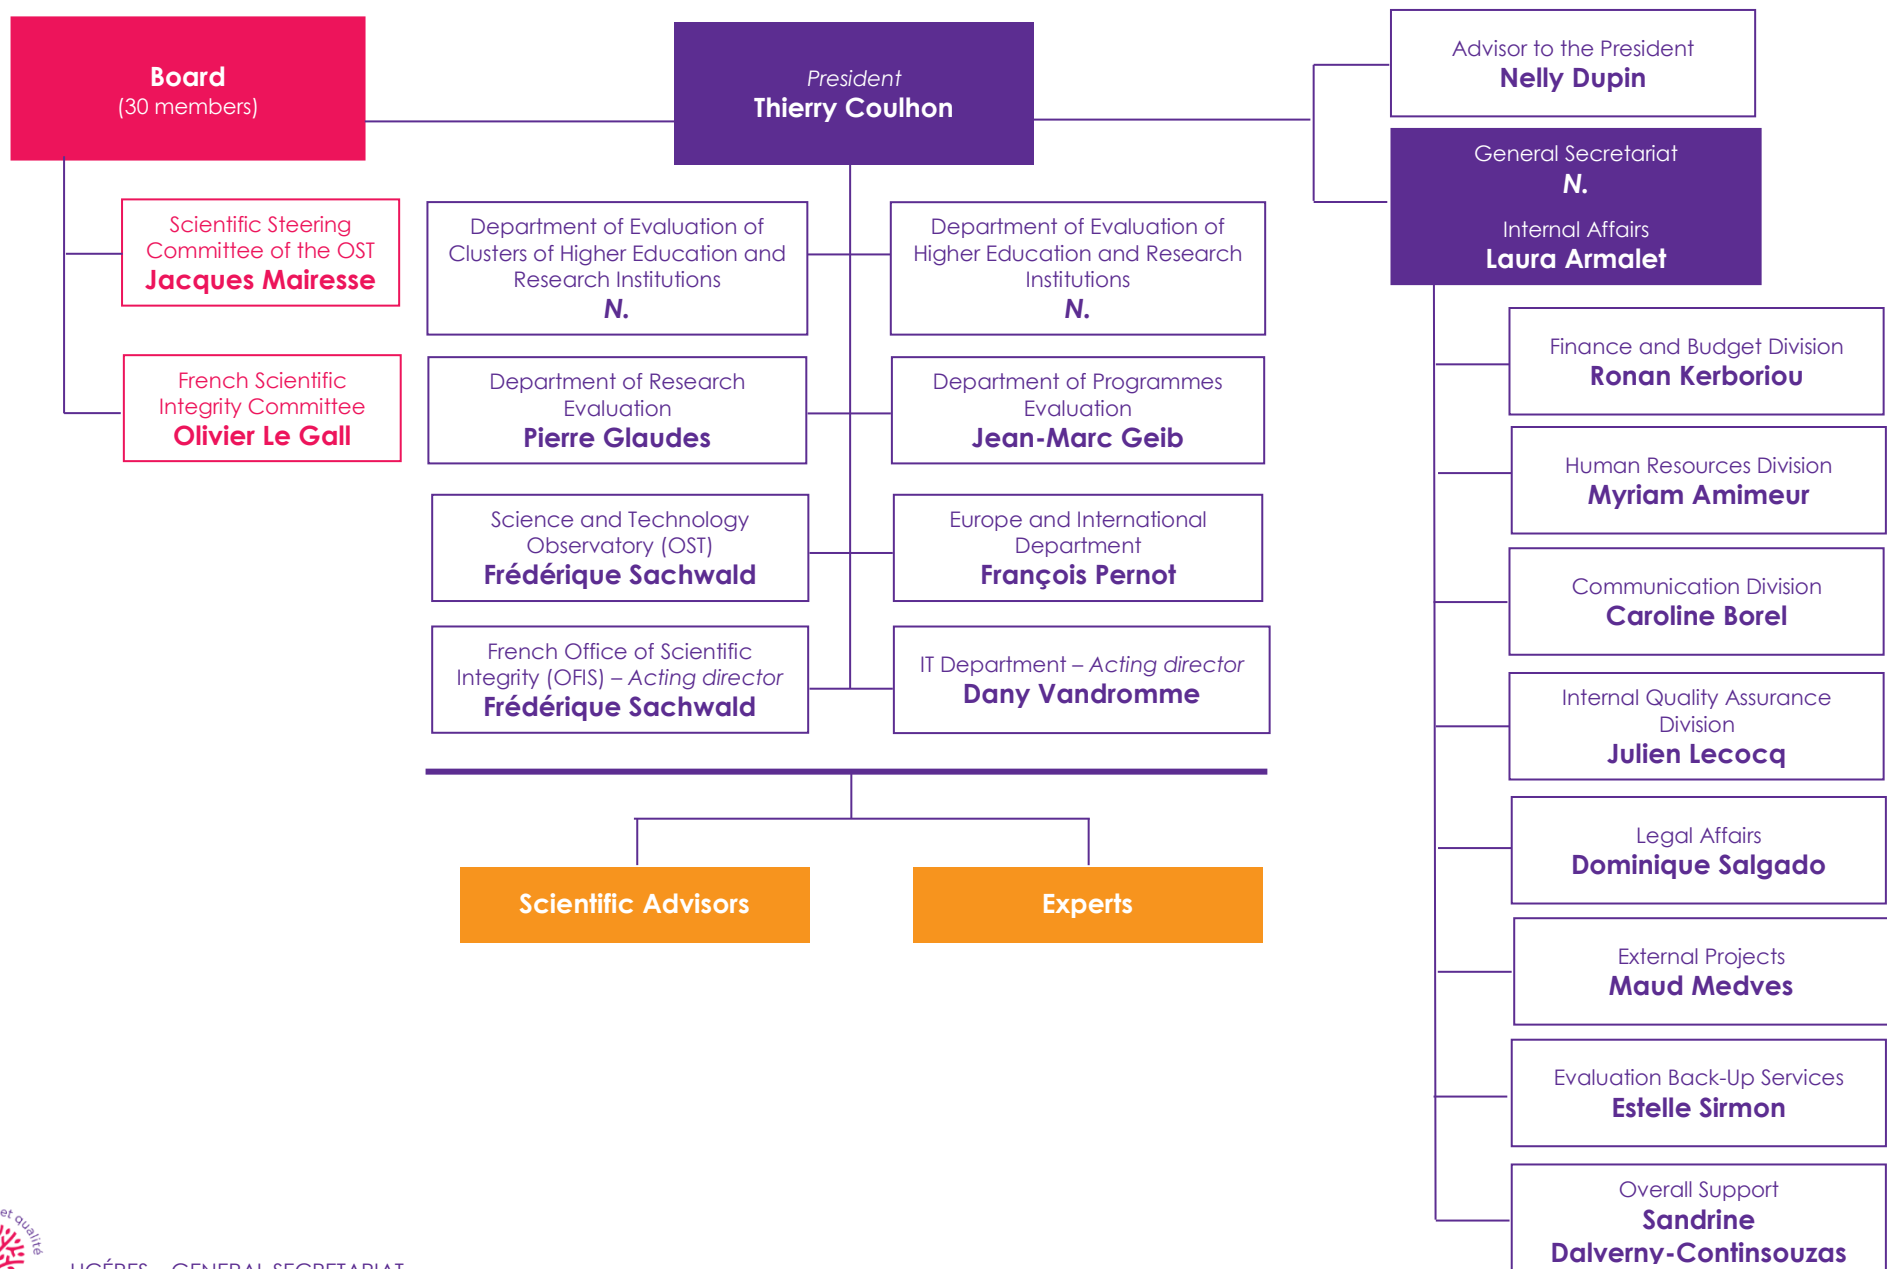 Board
(30 members)
President
Thierry Coulhon
Advisor to the President
Nelly Dupin
General Secretariat
N.
Internal Affairs
Laura Armalet
Scientific Steering
Committee of the OST
Jacques Mairesse
French Scientific
Integrity Committee
Olivier Le Gall
Department of Evaluation of
Clusters of Higher Education and
Research Institutions
N.
Department of Evaluation of
Higher Education and Research
Institutions
N.
Department of Research
Evaluation
Pierre Glaudes
Department of Programmes
Evaluation
Jean-Marc Geib
Science and Technology
Observatory (OST)
Frédérique Sachwald
Europe and International
Department
François Pernot
French Office of Scientific
Integrity (OFIS) – Acting director
Frédérique Sachwald
IT Department – Acting director
Dany Vandromme
Scientific Advisors
Experts
Finance and Budget Division
Ronan Kerboriou
Human Resources Division
Myriam Amimeur
Communication Division
Caroline Borel
Internal Quality Assurance
Division
Julien Lecocq
Legal Affairs
Dominique Salgado
External Projects
Maud Medves
Evaluation Back-Up Services
Estelle Sirmon
Overall Support
Sandrine
Dalverny-Continsouzas
et qualité
HCÉRES – GENERAL SECRETARIAT